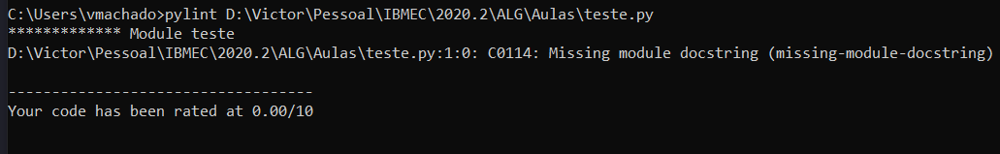 C:\Users\vmachado>pylint D:\Victor\Pessoal\IBMEC\2020.2\ALG\Aulas\teste.py
************* Module teste
D:\Victor\Pessoal\IBMEC\2020.2\ALG\Aulas\teste.py:1:0: C0114: Missing module docstring (missing-module-docstring)
-----------------------------------
Your code has been rated at 0.00/10